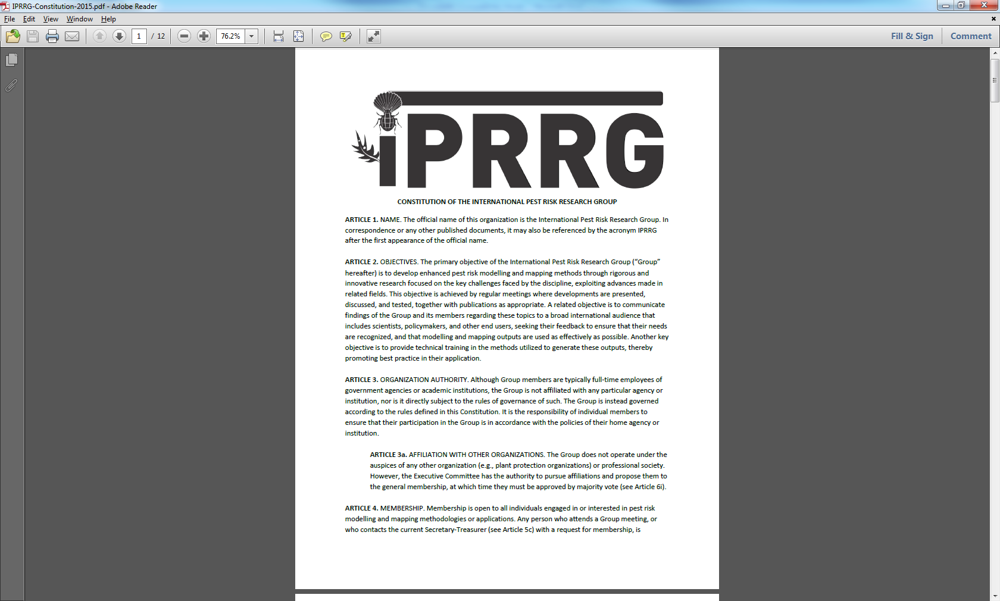 IPRRG-Constitution-2015.pdf - Adobe Reader
File Edit View Window Help
1 / 12 76.2% Fill & Sign Comment
iPRRG
CONSTITUTION OF THE INTERNATIONAL PEST RISK RESEARCH GROUP
ARTICLE 1. NAME. The official name of this organization is the International Pest Risk Research Group. In
correspondence or any other published documents, it may also be referenced by the acronym IPRRG
after the first appearance of the official name.
ARTICLE 2. OBJECTIVES. The primary objective of the International Pest Risk Research Group (“Group”
hereafter) is to develop enhanced pest risk modelling and mapping methods through rigorous and
innovative research focused on the key challenges faced by the discipline, exploiting advances made in
related fields. This objective is achieved by regular meetings where developments are presented,
discussed, and tested, together with publications as appropriate. A related objective is to communicate
findings of the Group and its members regarding these topics to a broad international audience that
includes scientists, policymakers, and other end users, seeking their feedback to ensure that their needs
are recognized, and that modelling and mapping outputs are used as effectively as possible. Another key
objective is to provide technical training in the methods utilized to generate these outputs, thereby
promoting best practice in their application.
ARTICLE 3. ORGANIZATION AUTHORITY. Although Group members are typically full-time employees of
government agencies or academic institutions, the Group is not affiliated with any particular agency or
institution, nor is it directly subject to the rules of governance of such. The Group is instead governed
according to the rules defined in this Constitution. It is the responsibility of individual members to
ensure that their participation in the Group is in accordance with the policies of their home agency or
institution.
ARTICLE 3a. AFFILIATION WITH OTHER ORGANIZATIONS. The Group does not operate under the
auspices of any other organization (e.g., plant protection organizations) or professional society.
However, the Executive Committee has the authority to pursue affiliations and propose them to
the general membership, at which time they must be approved by majority vote (see Article 6i).
ARTICLE 4. MEMBERSHIP. Membership is open to all individuals engaged in or interested in pest risk
modelling and mapping methodologies or applications. Any person who attends a Group meeting, or
who contacts the current Secretary-Treasurer (see Article 5c) with a request for membership, is